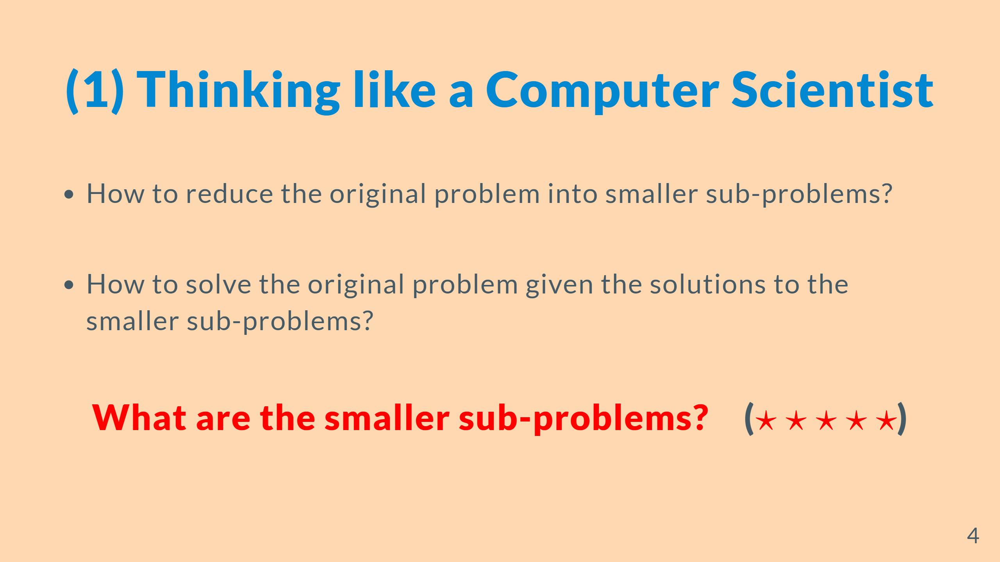 (1) Thinking like a Computer Scientist
• How to reduce the original problem into smaller sub-problems?
• How to solve the original problem given the solutions to the
smaller sub-problems?
What are the smaller sub-problems? (★ ★ ★ ★ ★)
4